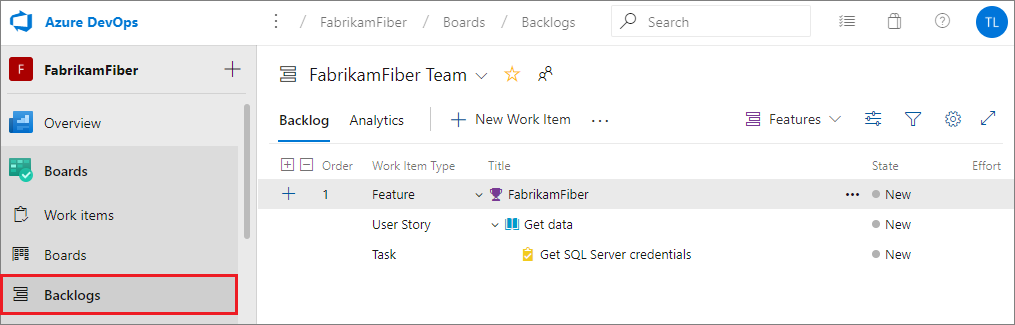 Azure DevOps / FabrikamFiber / Boards / Backlogs Search TL
F FabrikamFiber
FabrikamFiber Team
Overview
Backlog Analytics New Work Item Features
Boards
Order Work Item Type Title State Effort
1 Feature FabrikamFiber New
Work items
User Story Get data New
Boards
Task Get SQL Server credentials New
Backlogs